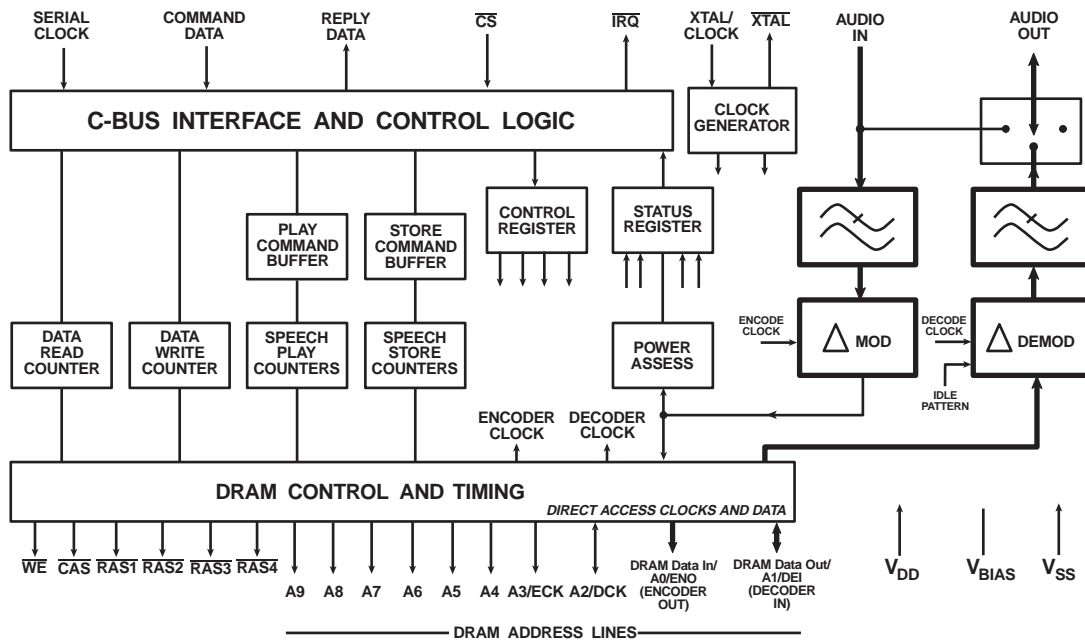 SERIAL
CLOCK
COMMAND
DATA
REPLY
DATA
CS
IRQ
XTAL/
CLOCK
XTAL
AUDIO
IN
AUDIO
OUT
C-BUS INTERFACE AND CONTROL LOGIC
CLOCK
GENERATOR
PLAY
COMMAND
BUFFER
STORE
COMMAND
BUFFER
CONTROL
REGISTER
STATUS
REGISTER
DATA
READ
COUNTER
DATA
WRITE
COUNTER
SPEECH
PLAY
COUNTERS
SPEECH
STORE
COUNTERS
POWER
ASSESS
ENCODE
CLOCK
Δ MOD
DECODE
CLOCK
Δ DEMOD
IDLE
PATTERN
ENCODER
CLOCK
DECODER
CLOCK
DRAM CONTROL AND TIMING
DIRECT ACCESS CLOCKS AND DATA
WE
CAS
RAS1
RAS2
RAS3
RAS4
A9
A8
A7
A6
A5
A4
A3/ECK
A2/DCK
DRAM Data In/
A0/ENO
(ENCODER
OUT)
DRAM Data Out/
A1/DEI
(DECODER
IN)
VDD
VBIAS
VSS
DRAM ADDRESS LINES